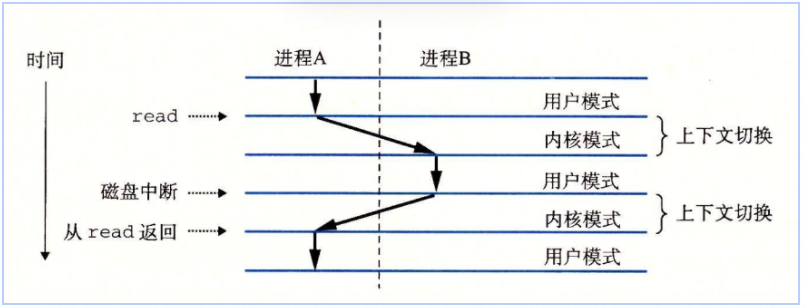 时间
进程A 进程B
用户模式
read
内核模式
上下文切换
用户模式
磁盘中断
内核模式
上下文切换
从 read 返回
用户模式